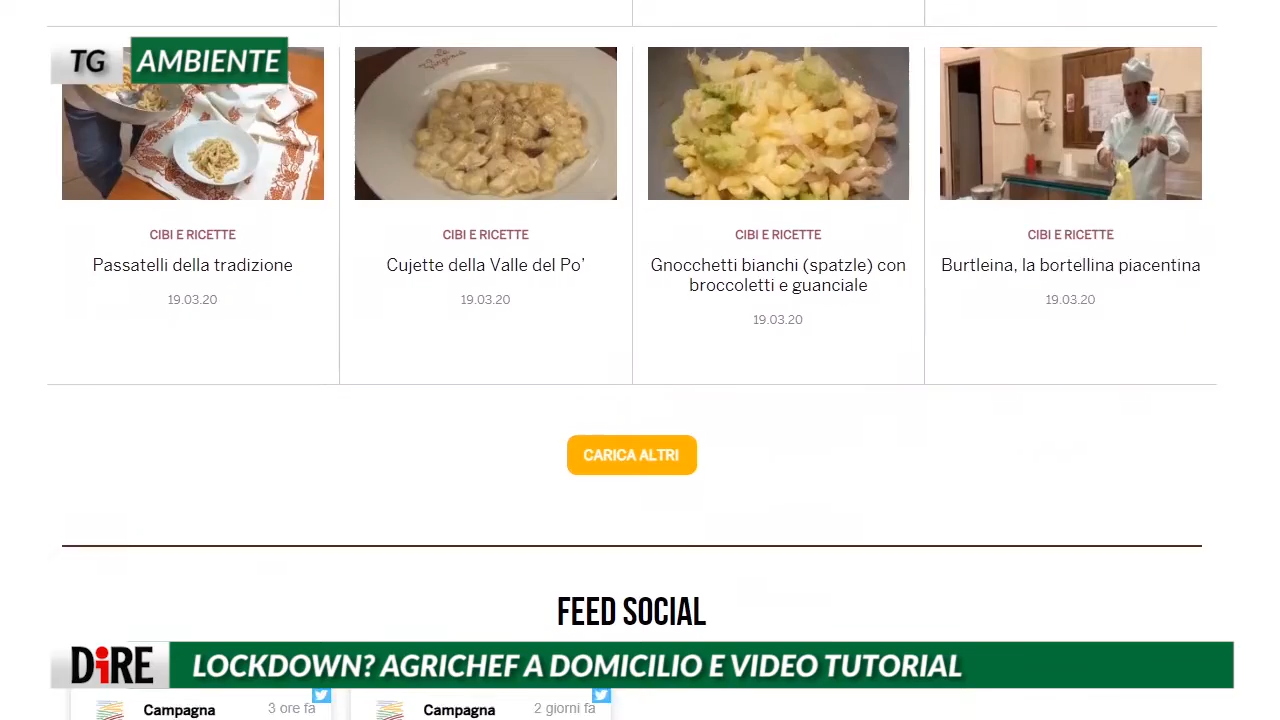 TG AMBIENTE
CIBI E RICETTE
Passatelli della tradizione
19.03.20
CIBI E RICETTE
Cujette della Valle del Po'
19.03.20
CIBI E RICETTE
Gnocchetti bianchi (spatzle) con
broccoletti e guanciale
19.03.20
CIBI E RICETTE
Burtleina, la bortellina piacentina
19.03.20
CARICA ALTRI
FEED SOCIAL
DiRE LOCKDOWN? AGRICHEF A DOMICILIO E VIDEO TUTORIAL
Campagna 3 ore fa
Campagna 2 giorni fa